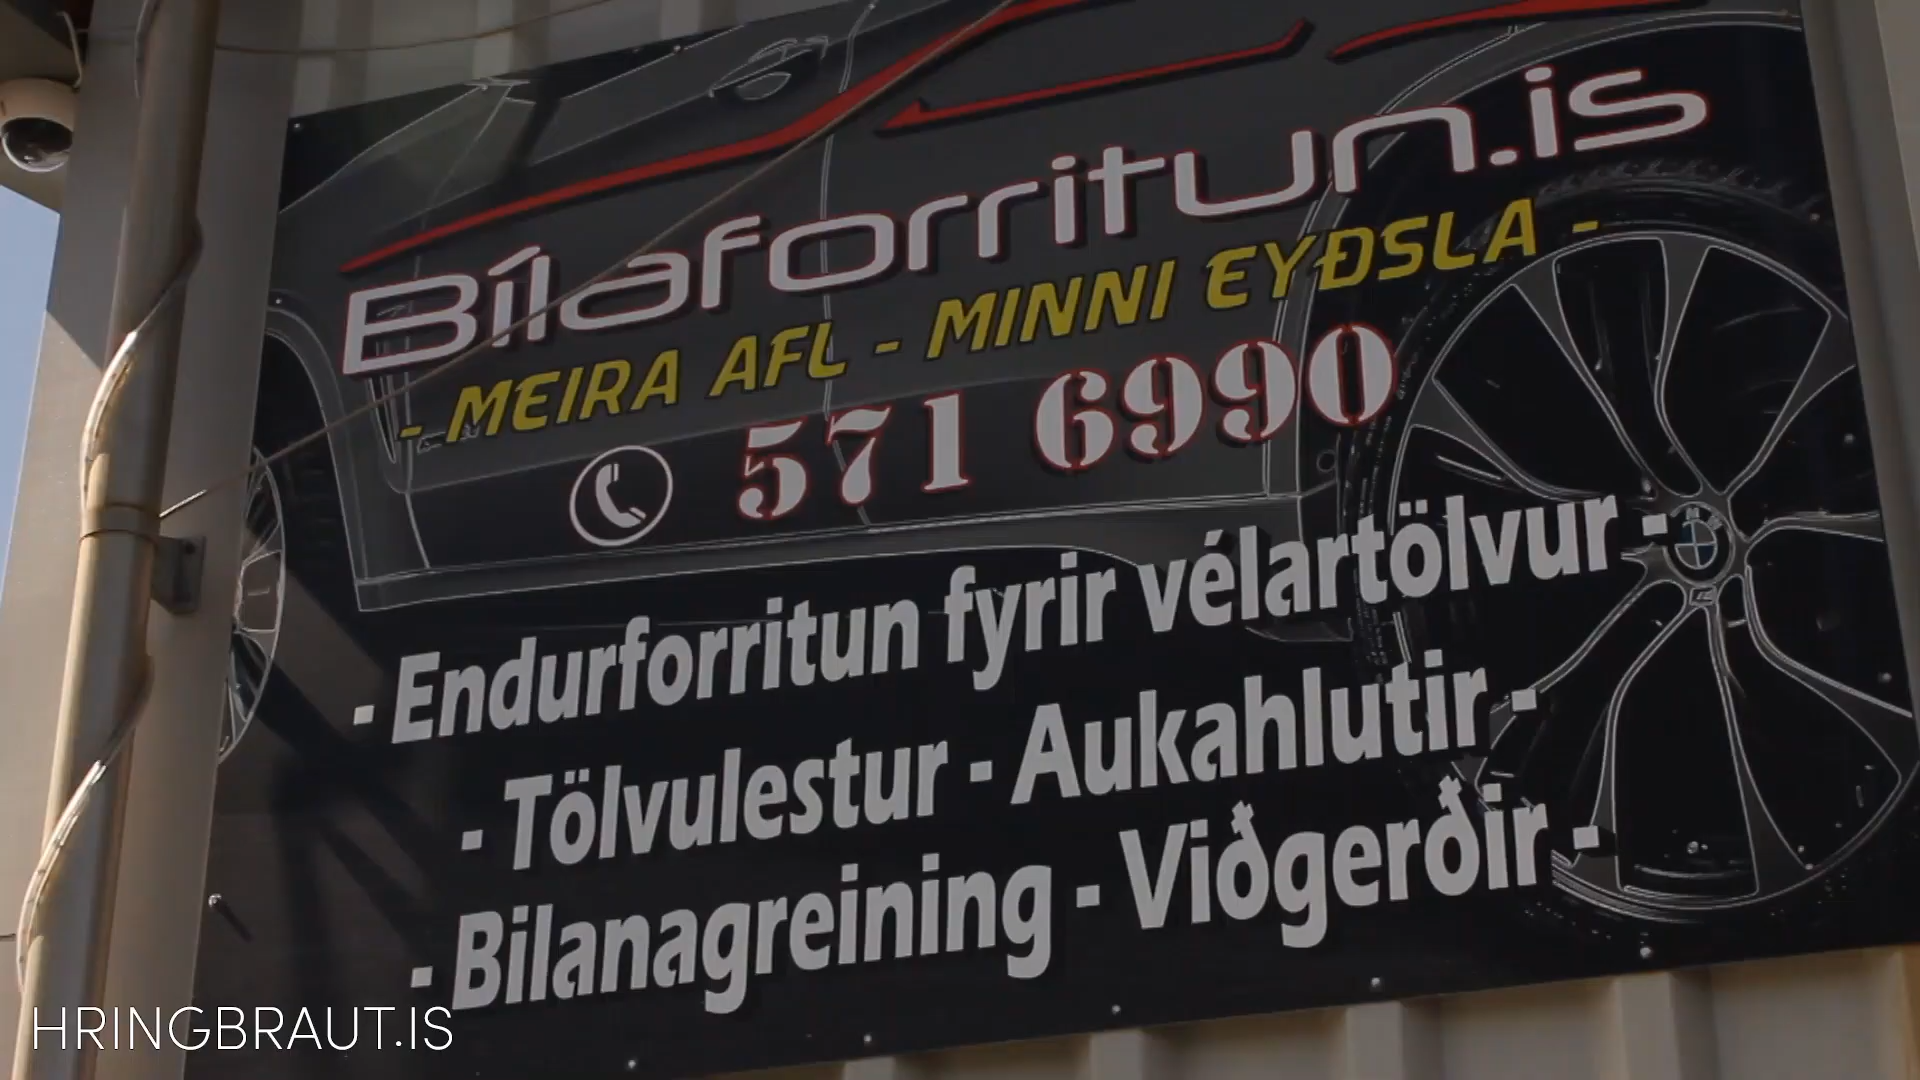 Bílaforritun.is
- MEIRA AFL - MINNI EYÐSLA -
571 6990
- Endurforritun fyrir vélartölvur -
- Tölvulestur - Aukahlutir -
- Bilanagreining - Viðgerðir -
HRINGBRAUT.IS